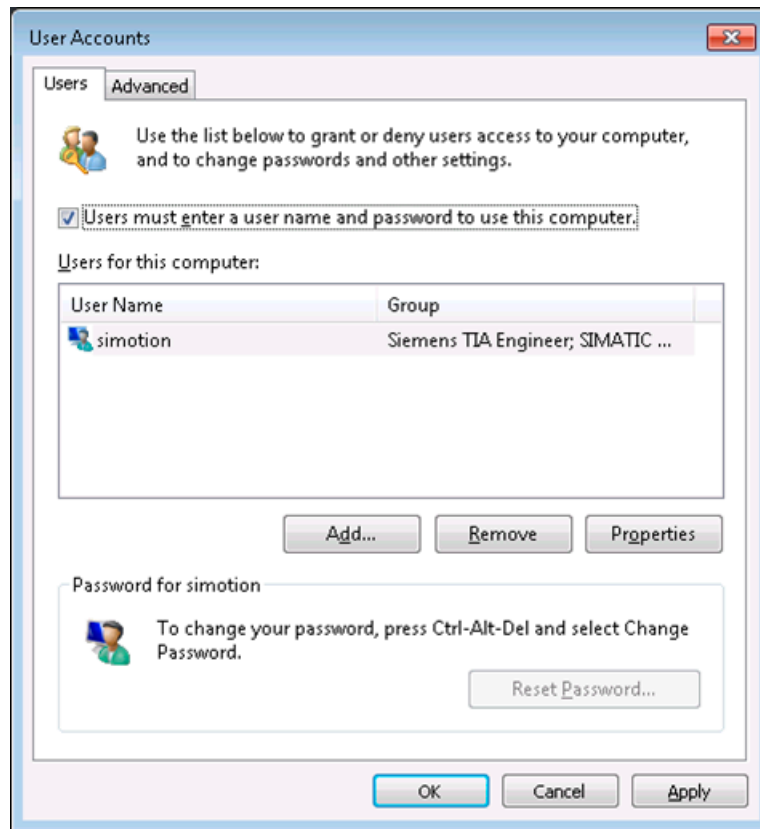 User Accounts
Users
Advanced
Use the list below to grant or deny users access to your computer,
and to change passwords and other settings.
Users must enter a user name and password to use this computer.
Users for this computer:
User Name
Group
simotion
Siemens TIA Engineer; SIMATIC ...
Add...
Remove
Properties
Password for simotion
To change your password, press Ctrl-Alt-Del and select Change
Password.
Reset Password...
OK
Cancel
Apply